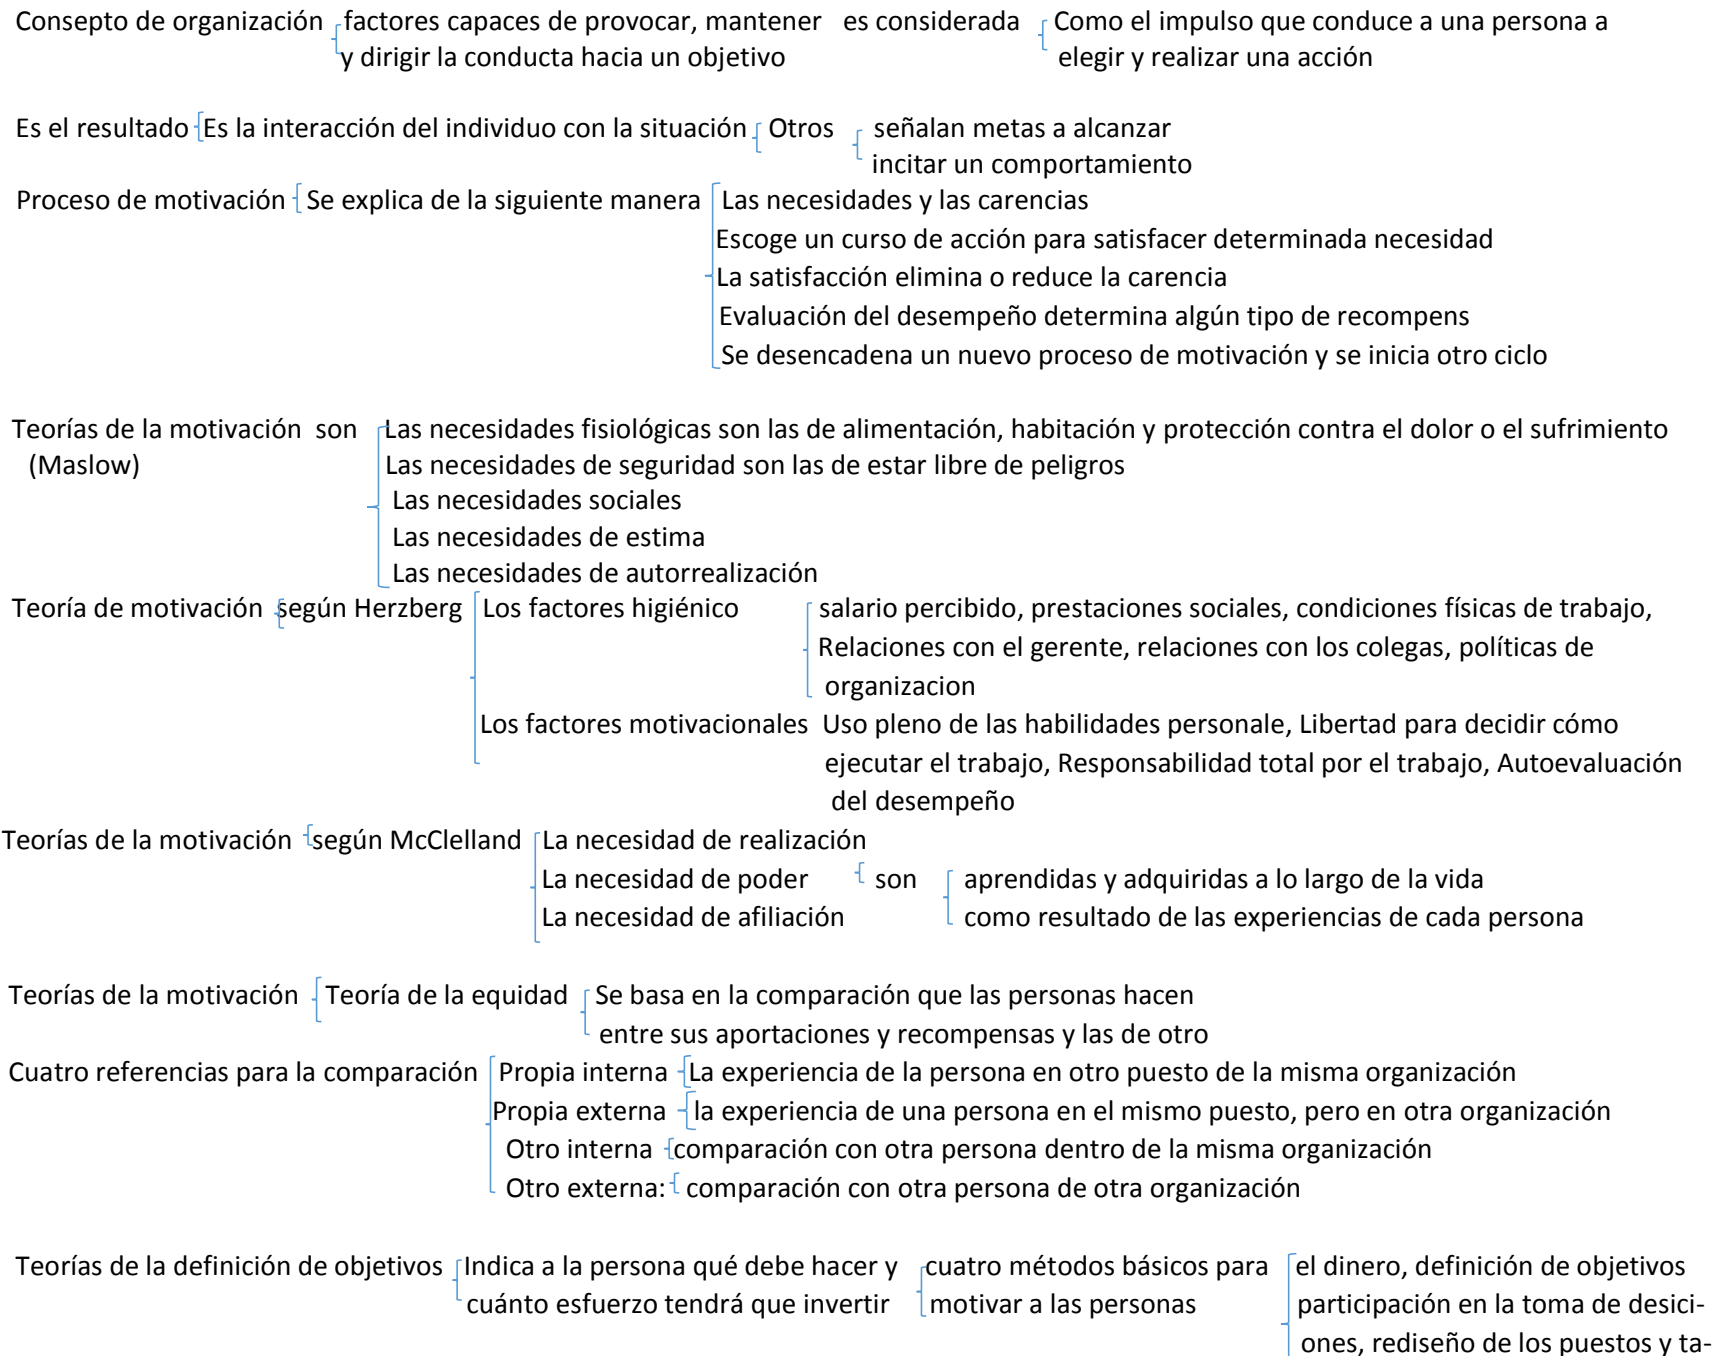 Consepto de organización factores capaces de provocar, mantener es considerada Como el impulso que conduce a una persona a
y dirigir la conducta hacia un objetivo elegir y realizar una acción
Es el resultado Es la interacción del individuo con la situación Otros señalan metas a alcanzar
incitar un comportamiento
Proceso de motivación Se explica de la siguiente manera Las necesidades y las carencias
Escoge un curso de acción para satisfacer determinada necesidad
La satisfacción elimina o reduce la carencia
Evaluación del desempeño determina algún tipo de recompens
Se desencadena un nuevo proceso de motivación y se inicia otro ciclo
Teorías de la motivación son Las necesidades fisiológicas son las de alimentación, habitación y protección contra el dolor o el sufrimiento
(Maslow) Las necesidades de seguridad son las de estar libre de peligros
Las necesidades sociales
Las necesidades de estima
Las necesidades de autorrealización
Teoría de motivación según Herzberg Los factores higiénico salario percibido, prestaciones sociales, condiciones físicas de trabajo,
Relaciones con el gerente, relaciones con los colegas, políticas de
organizacion
Los factores motivacionales Uso pleno de las habilidades personale, Libertad para decidir cómo
ejecutar el trabajo, Responsabilidad total por el trabajo, Autoevaluación
del desempeño
Teorías de la motivación según McClelland La necesidad de realización
La necesidad de poder son aprendidas y adquiridas a lo largo de la vida
La necesidad de afiliación como resultado de las experiencias de cada persona
Teorías de la motivación Teoría de la equidad Se basa en la comparación que las personas hacen
entre sus aportaciones y recompensas y las de otro
Cuatro referencias para la comparación Propia interna La experiencia de la persona en otro puesto de la misma organización
Propia externa la experiencia de una persona en el mismo puesto, pero en otra organización
Otro interna comparación con otra persona dentro de la misma organización
Otro externa: comparación con otra persona de otra organización
Teorías de la definición de objetivos Indica a la persona qué debe hacer y cuatro métodos básicos para el dinero, definición de objetivos
cuánto esfuerzo tendrá que invertir motivar a las personas participación en la toma de desici-
ones, rediseño de los puestos y ta-